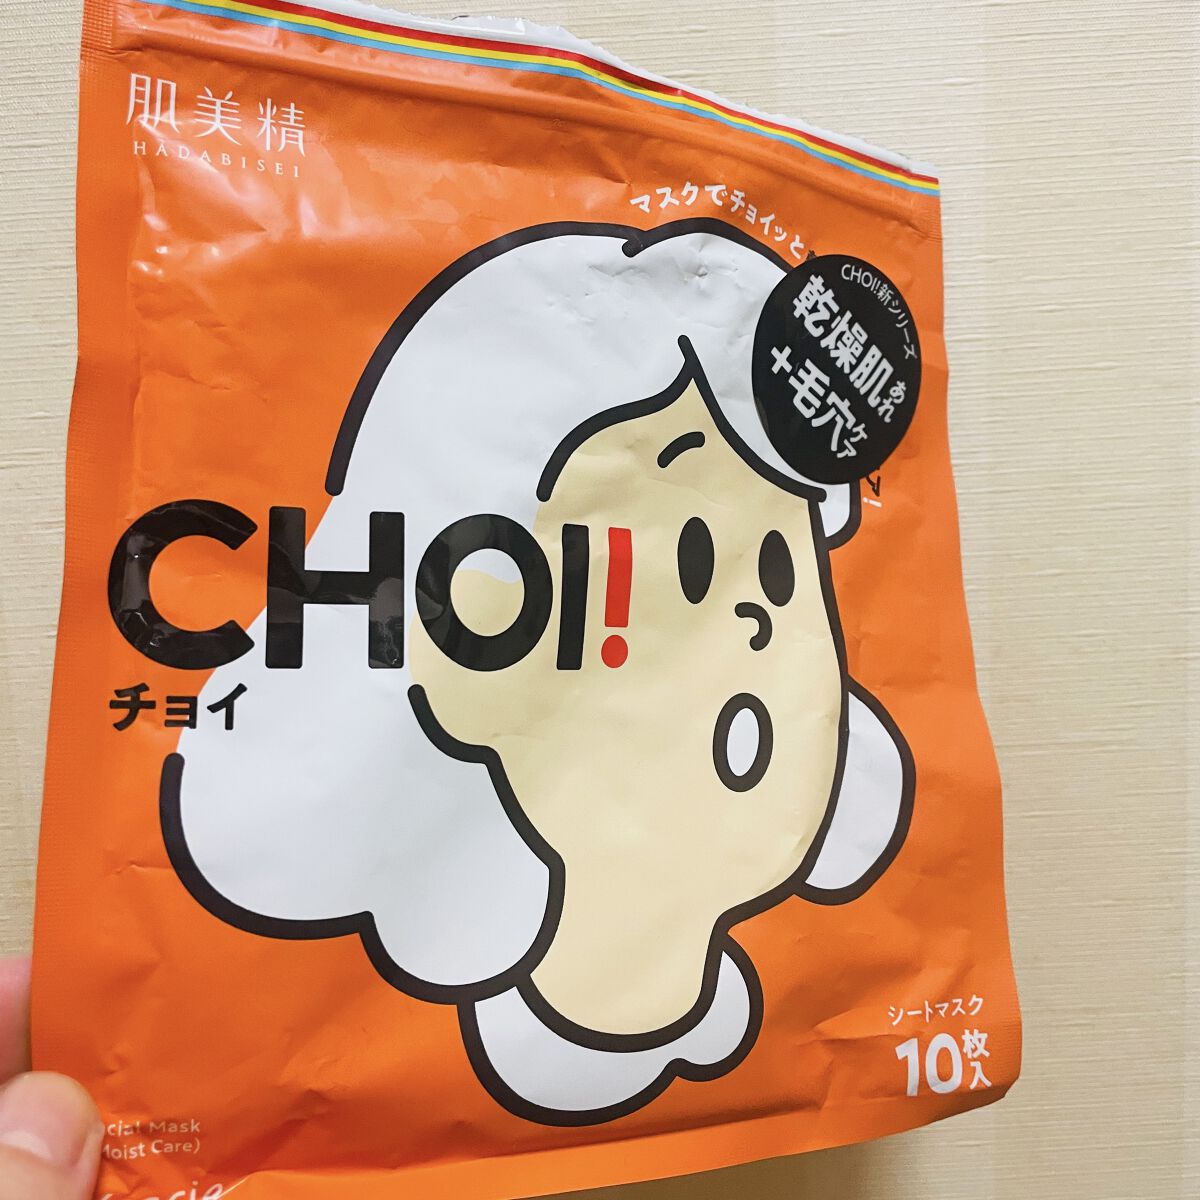 肌美精
HADABISEI
マスクでチョイッと
CHOI!新シリーズ
乾燥肌あれ
+毛穴ケア
CHOI!
チョイ
シートマスク
10枚入
Mask
Care)